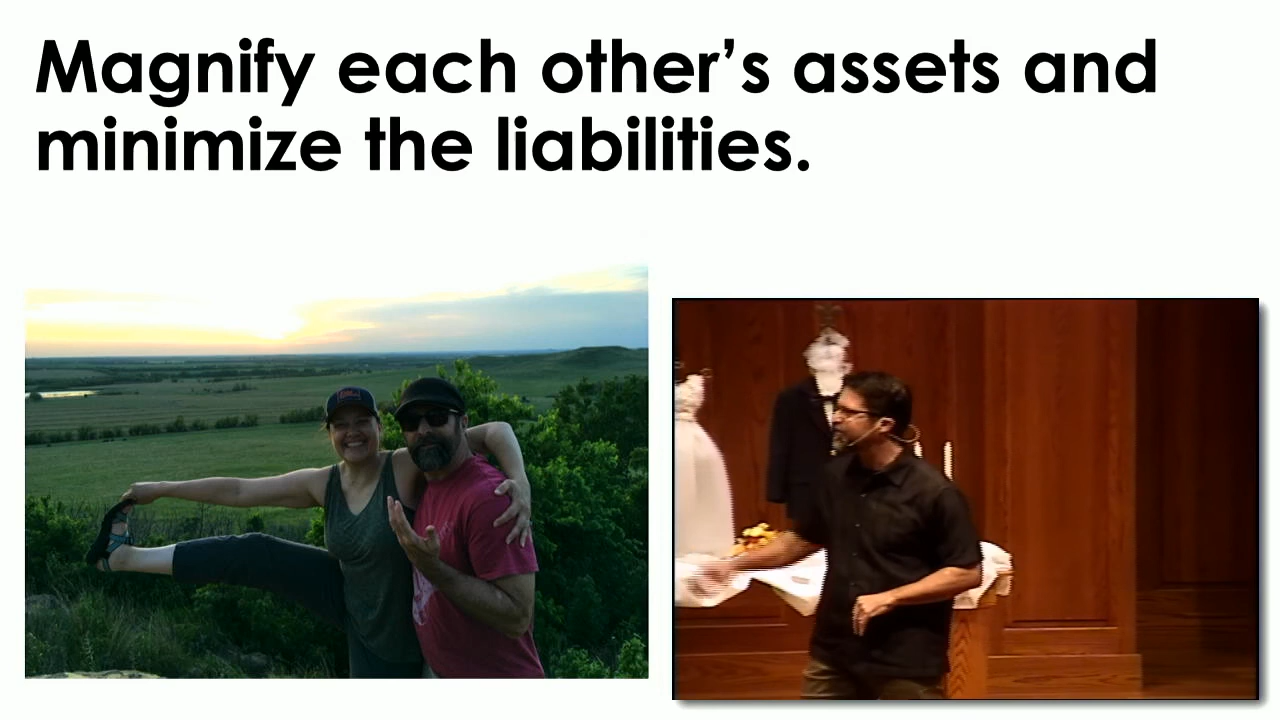 Magnify each other’s assets and
minimize the liabilities.